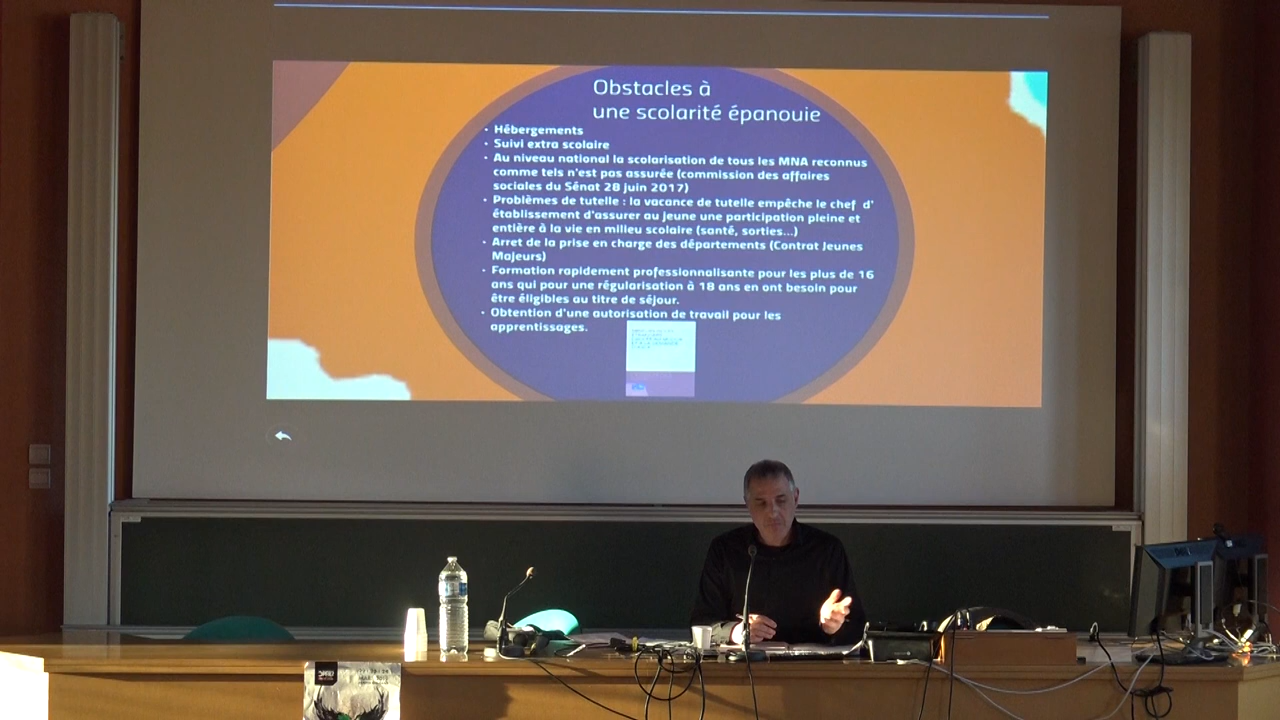 Obstacles à
une scolarité épanouie
• Hébergements
• Suivi extra scolaire
• Au niveau national la scolarisation de tous les MNA reconnus
comme tels n'est pas assurée (commission des affaires
sociales du Sénat 28 juin 2017)
• Problèmes de tutelle : la vacance de tutelle empêche le chef d'
établissement d'assurer au jeune une participation pleine et
entière à la vie en milieu scolaire (santé, sorties...)
• Arret de la prise en charge des départements (Contrat Jeunes
Majeurs)
• Formation rapidement professionnalisante pour les plus de 16
ans qui pour une régularisation à 18 ans en ont besoin pour
être éligibles au titre de séjour.
• Obtention d'une autorisation de travail pour les
apprentissages.